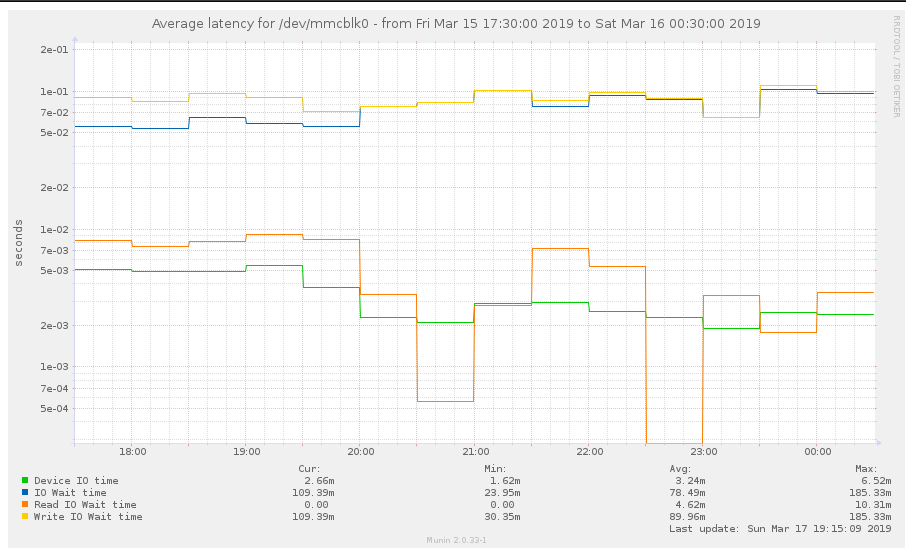 Average latency for /dev/mmcblk0 - from Fri Mar 15 17:30:00 2019 to Sat Mar 16 00:30:00 2019
RRDTOOL / TOBI OETIKER
seconds
2e-01
1e-01
7e-02
5e-02
2e-02
1e-02
7e-03
5e-03
2e-03
1e-03
7e-04
5e-04
18:00 19:00 20:00 21:00 22:00 23:00 00:00
Cur: Min: Avg: Max:
Device IO time 2.66m 1.62m 3.24m 6.52m
IO Wait time 109.39m 23.95m 78.49m 185.33m
Read IO Wait time 0.00 0.00 4.62m 10.31m
Write IO Wait time 109.39m 30.35m 89.96m 185.33m
Last update: Sun Mar 17 19:15:09 2019
Munin 2.0.33-1